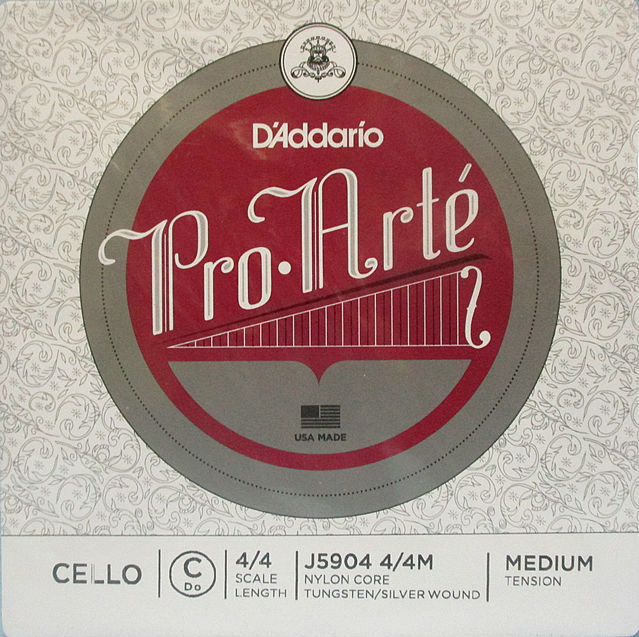 D'Addario
Pro·Arté
USA MADE
CELLO
C
Do
4/4
SCALE
LENGTH
J5904 4/4M
NYLON CORE
TUNGSTEN/SILVER WOUND
MEDIUM
TENSION